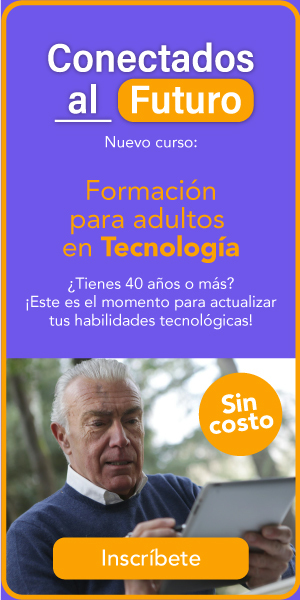 Conectados
al Futuro
Nuevo curso:
Formación
para adultos
en Tecnología
¿Tienes 40 años o más?
¡Este es el momento para actualizar
tus habilidades tecnológicas!
Sin
costo
Inscríbete